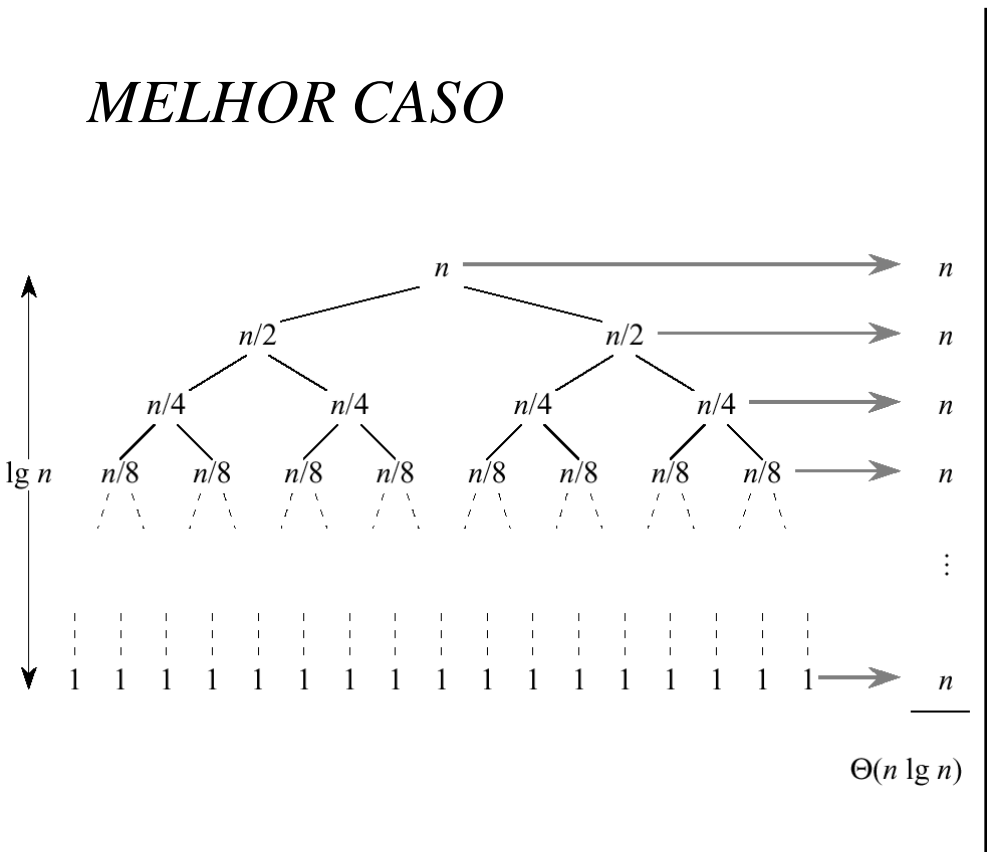 MELHOR CASO
n n
n/2 n/2 n
n/4 n/4 n/4 n/4 n
lg n n/8 n/8 n/8 n/8 n/8 n/8 n/8 n/8 n
⋮
1 1 1 1 1 1 1 1 1 1 1 1 1 1 1 1 1 n
Θ(n lg n)